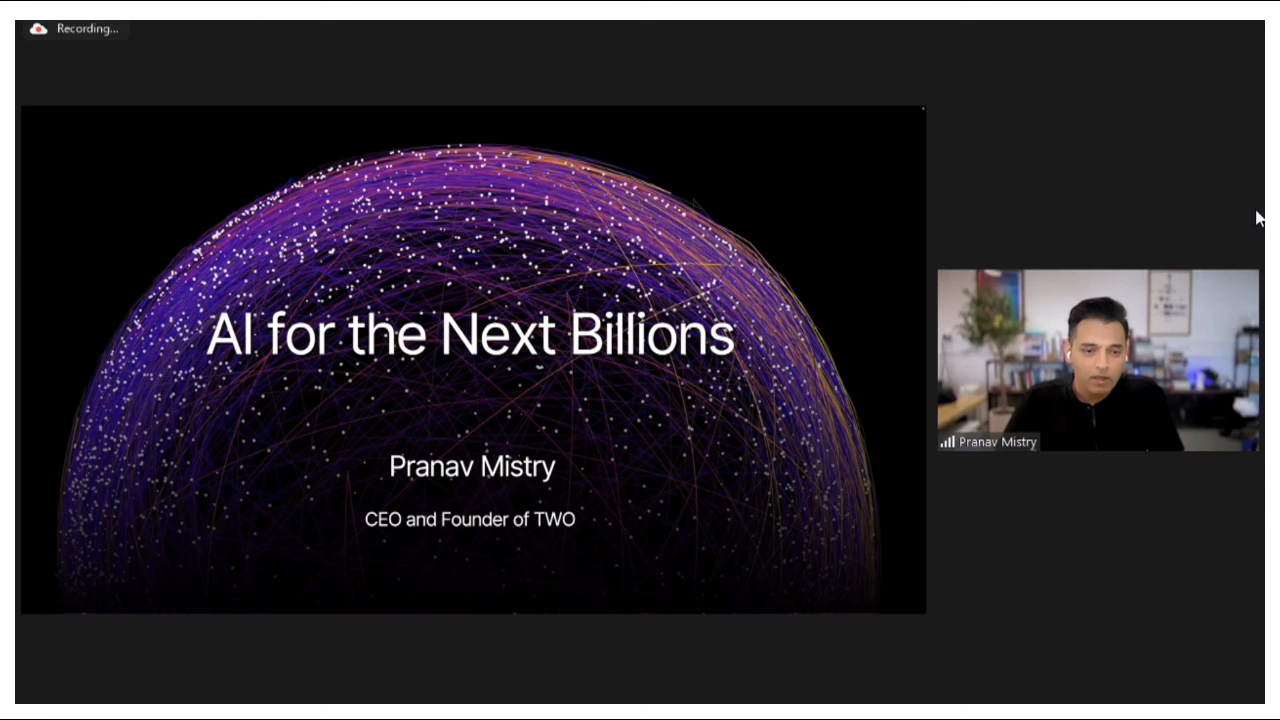 Recording...
AI for the Next Billions
Pranav Mistry
CEO and Founder of TWO
Pranav Mistry